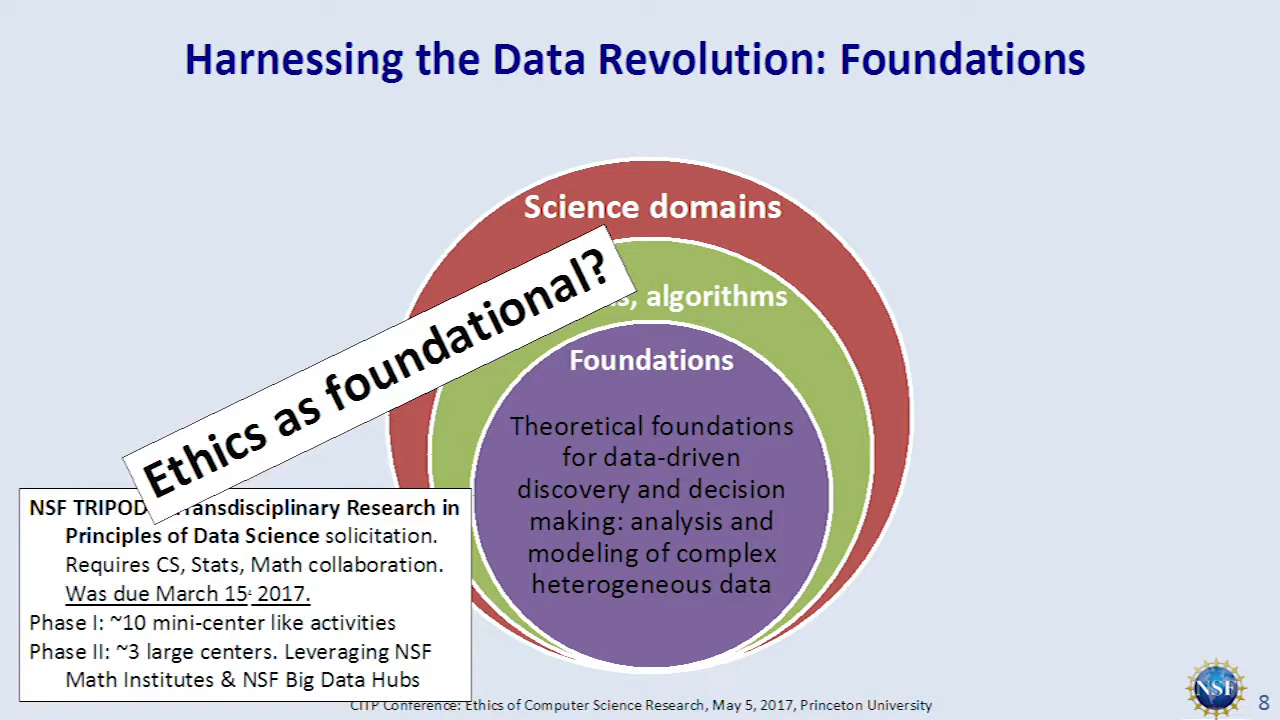 Harnessing the Data Revolution: Foundations
Science domains
algorithms
Ethics as foundational?
Foundations
Theoretical foundations
for data-driven
discovery and decision
making: analysis and
modeling of complex
heterogeneous data
NSF TRIPOD Transdisciplinary Research in
Principles of Data Science solicitation.
Requires CS, Stats, Math collaboration.
Was due March 15, 2017.
Phase I: ~10 mini-center like activities
Phase II: ~3 large centers. Leveraging NSF
Math Institutes & NSF Big Data Hubs
CITP Conference: Ethics of Computer Science Research, May 5, 2017, Princeton University
NSF
8